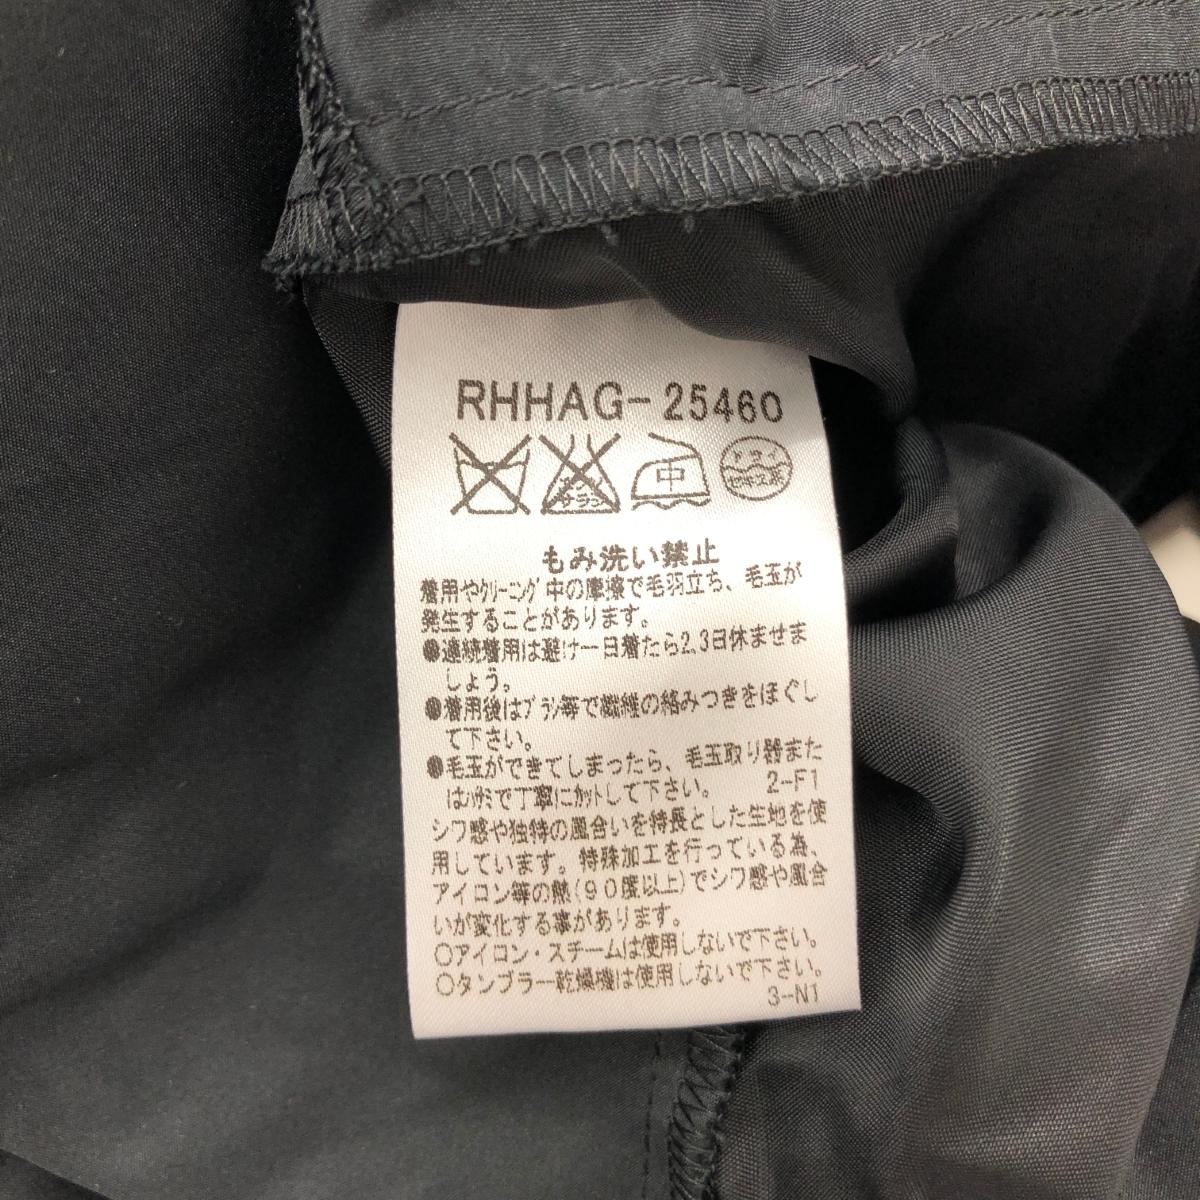 RHHAG-25460
エンソ
サラシ
中
ドライ
セキユ系
もみ洗い禁止
着用やｸﾘｰﾆﾝｸﾞ中の摩擦で毛羽立ち、毛玉が
発生することがあります。
●連続着用は避け一日着たら2,3日休ませま
しょう。
●着用後はﾌﾞﾗｼ等で繊維の絡みつきをほぐし
て下さい。
●毛玉ができてしまったら、毛玉取り器また
はﾊｻﾐで丁寧にｶｯﾄして下さい。 2-F1
シワ感や独特の風合いを特長とした生地を使
用しています。特殊加工を行っている為、
アイロン等の熱(90度以上)でシワ感や風合
いが変化する事があります。
○アイロン・スチームは使用しないで下さい。
○タンブラー乾燥機は使用しないで下さい。
3-N1